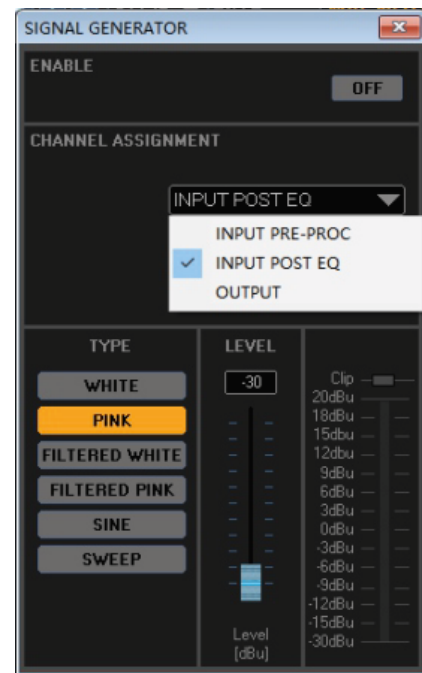 SIGNAL GENERATOR
ENABLE
OFF
CHANNEL ASSIGNMENT
INPUT POST EQ
INPUT PRE-PROC
INPUT POST EQ
OUTPUT
TYPE
WHITE
PINK
FILTERED WHITE
FILTERED PINK
SINE
SWEEP
LEVEL
-30
Level
[dBu]
Clip
20dBu
18dBu
15dbu
12dbu
9dBu
6dBu
3dBu
0dBu
-3dBu
-6dBu
-9dBu
-12dBu
-15dBu
-30dBu